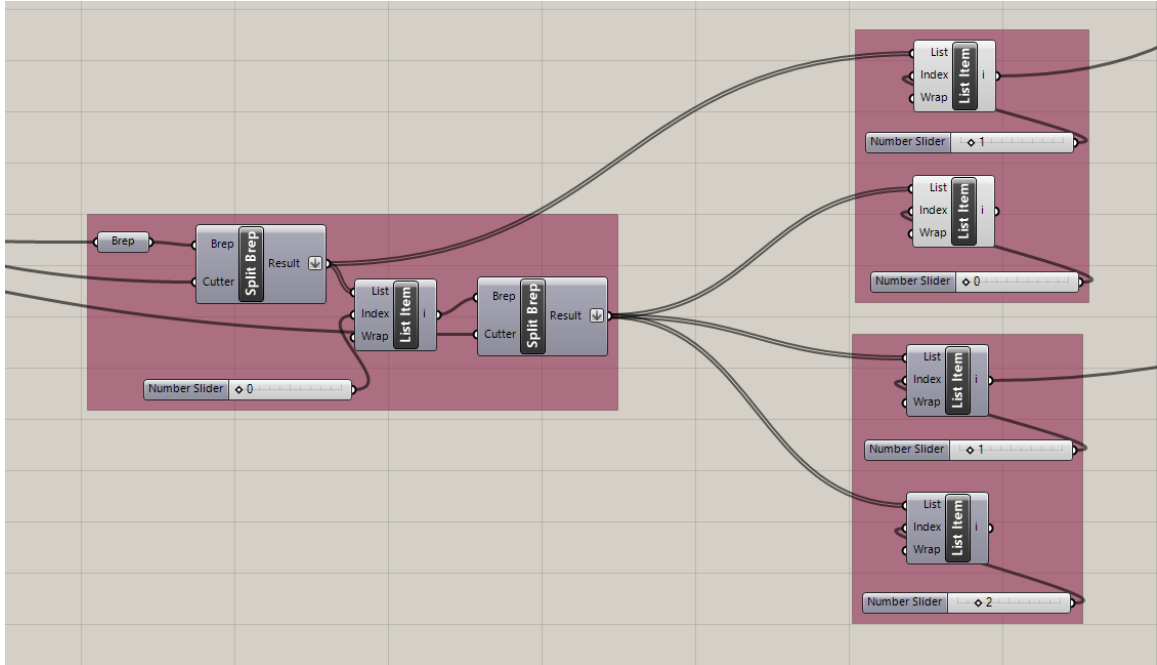 List
Index
Wrap
List Item
i
Number Slider
1
List
Index
Wrap
List Item
i
Number Slider
0
Brep
Brep
Cutter
Split Brep
Result
List
Index
Wrap
List Item
i
Brep
Cutter
Split Brep
Result
Number Slider
0
List
Index
Wrap
List Item
i
Number Slider
1
List
Index
Wrap
List Item
i
Number Slider
2